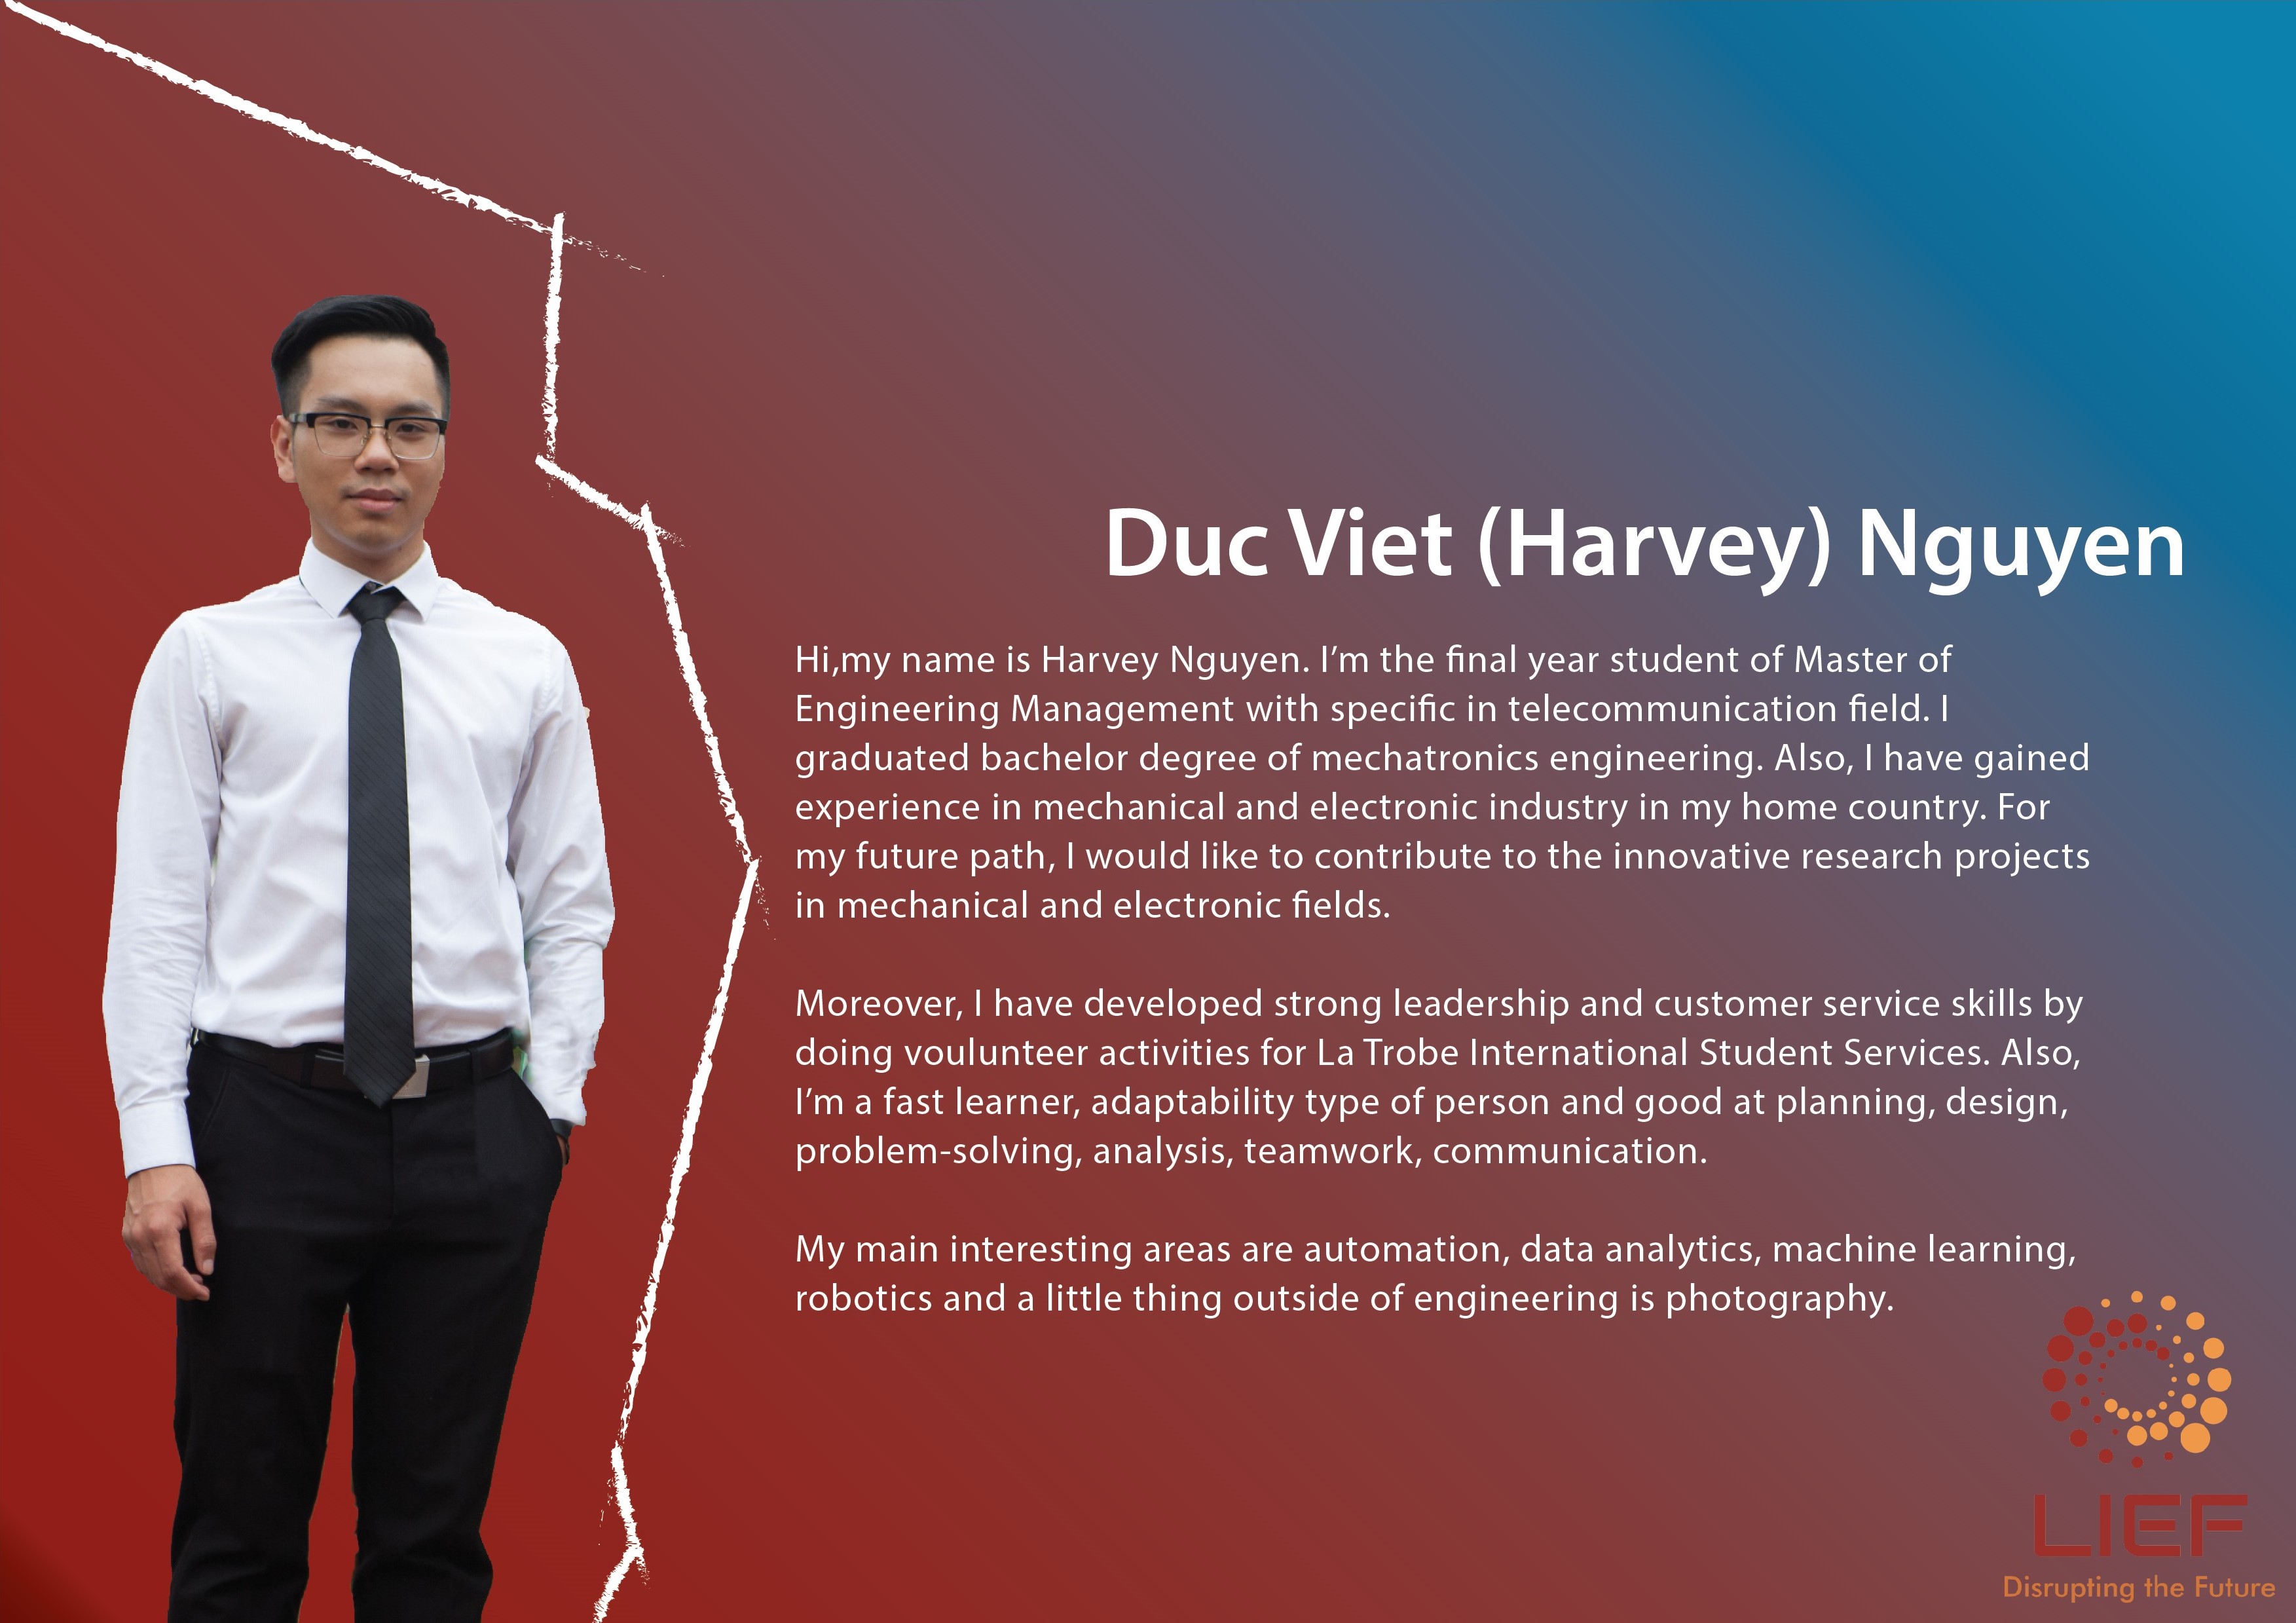 Duc Viet (Harvey) Nguyen
Hi,my name is Harvey Nguyen. I’m the final year student of Master of
Engineering Management with specific in telecommunication field. I
graduated bachelor degree of mechatronics engineering. Also, I have gained
experience in mechanical and electronic industry in my home country. For
my future path, I would like to contribute to the innovative research projects
in mechanical and electronic fields.
Moreover, I have developed strong leadership and customer service skills by
doing voulunteer activities for La Trobe International Student Services. Also,
I’m a fast learner, adaptability type of person and good at planning, design,
problem-solving, analysis, teamwork, communication.
My main interesting areas are automation, data analytics, machine learning,
robotics and a little thing outside of engineering is photography.
LIEF
Disrupting the Future